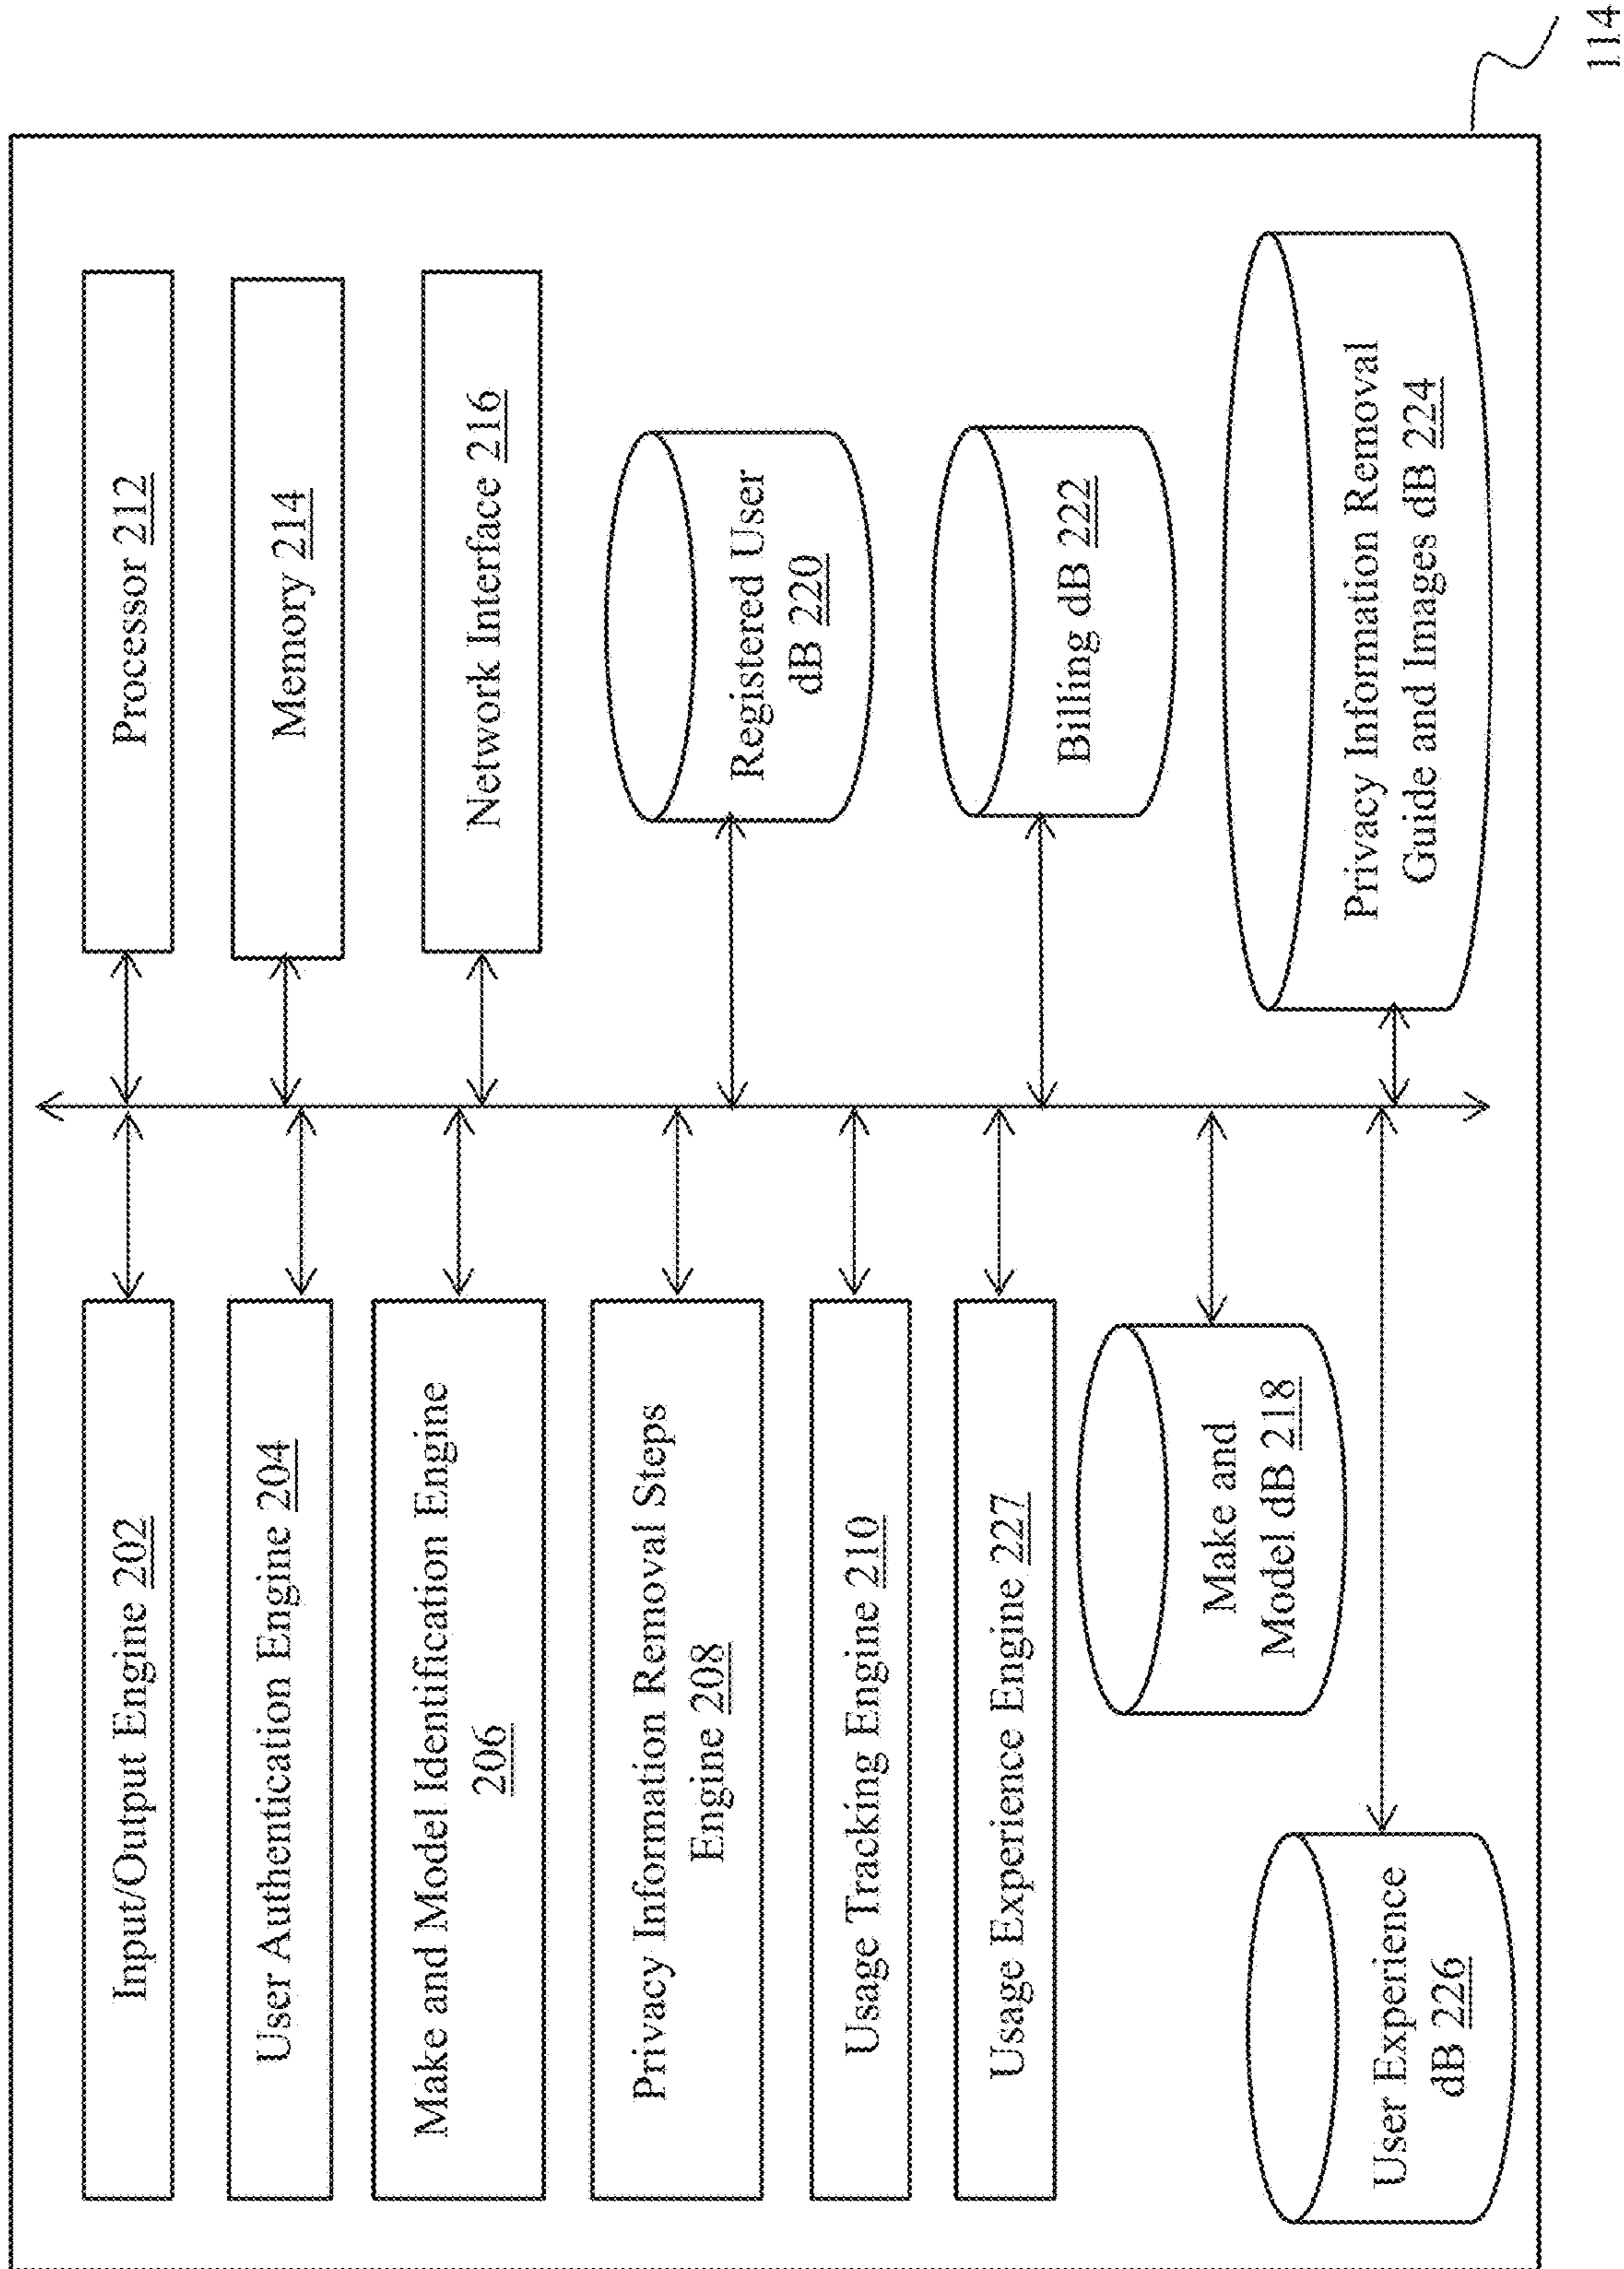 Input/Output Engine 202
User Authentication Engine 204
Make and Model Identification Engine
206
Privacy Information Removal Steps
Engine 208
Usage Tracking Engine 210
Usage Experience Engine 227
Make and
Model dB 218
User Experience
dB 226
Processor 212
Memory 214
Network Interface 216
Registered User
dB 220
Billing dB 222
Privacy Information Removal
Guide and Images dB 224
114